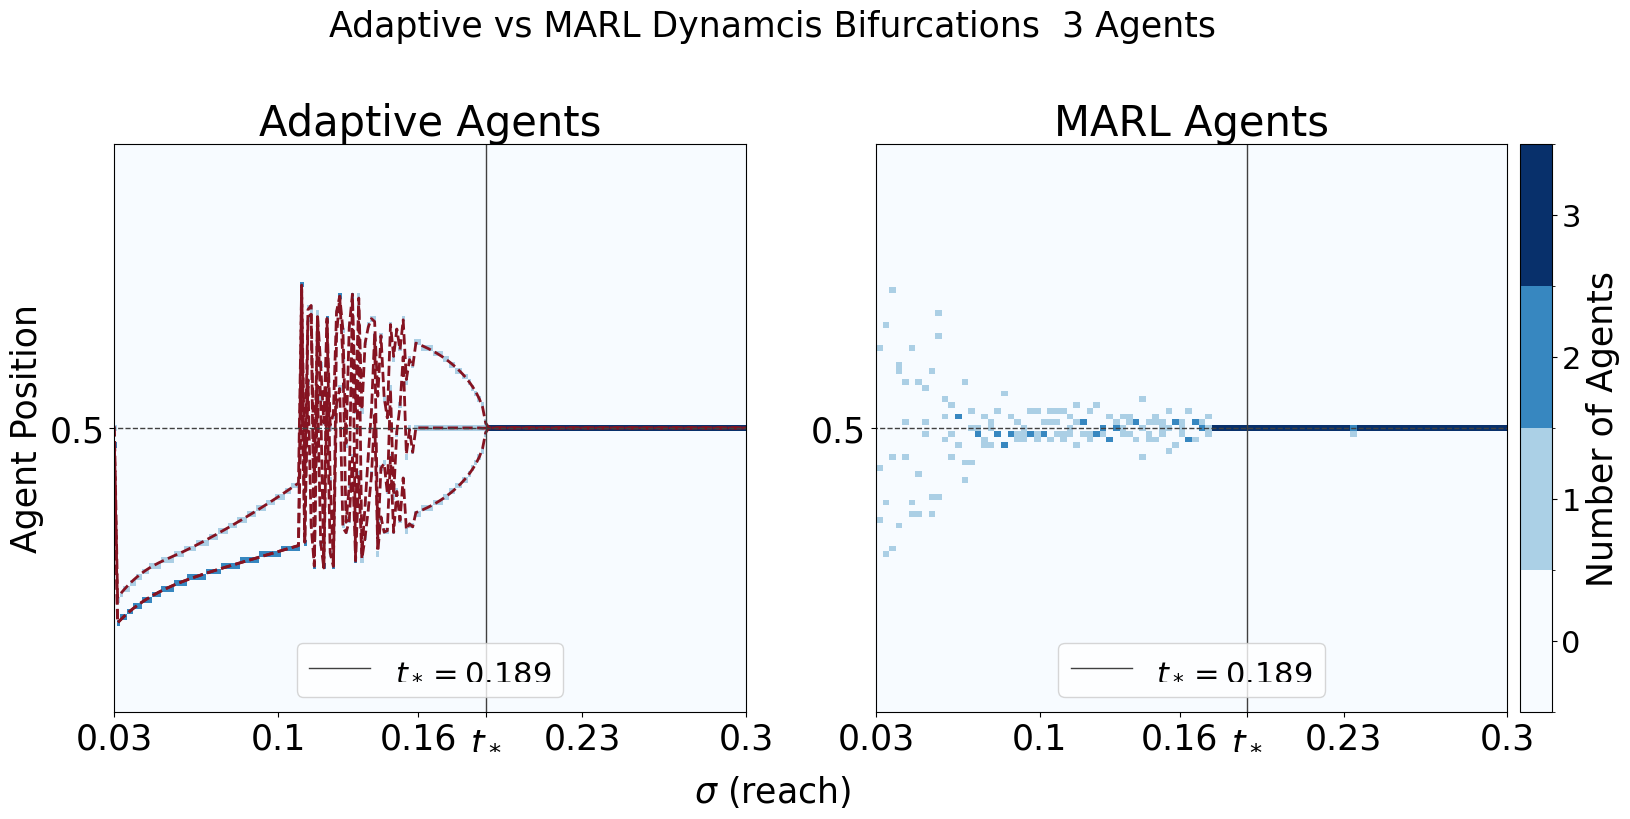 Adaptive vs MARL Dynamcis Bifurcations 3 Agents
Adaptive Agents
MARL Agents
Agent Position
0.5
t* = 0.189
0.03 0.1 0.16 t* 0.23 0.3
0.5
t* = 0.189
0.03 0.1 0.16 t* 0.23 0.3
3
2
1
0
Number of Agents
σ (reach)